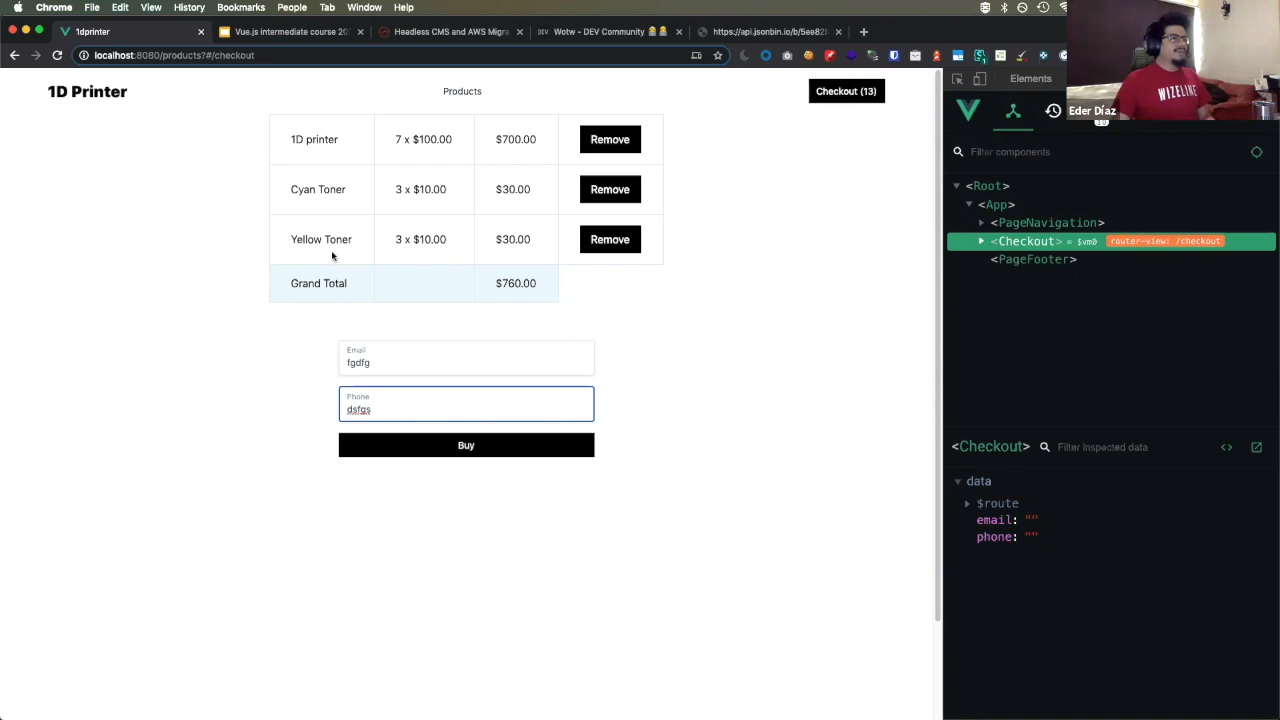 Chrome File Edit View History Bookmarks People Tab Window Help
1dprinter
Vue.js intermediate course 20
Headless CMS and AWS Migra
Wotw - DEV Community
https://api.jsonbin.io/b/5ee82
localhost:8080/products?#/checkout
1D Printer
Products
Checkout (13)
1D printer 7 x $100.00 $700.00 Remove
Cyan Toner 3 x $10.00 $30.00 Remove
Yellow Toner 3 x $10.00 $30.00 Remove
Grand Total $760.00
Email
fgdfg
Phone
dsfgs
Buy
Elements
WIZELINE
Eder Díaz
Filter components
<Root>
<App>
<PageNavigation>
<Checkout> = $vm0 router-view: /checkout
<PageFooter>
<Checkout> Filter inspected data
data
$route
email: ""
phone: ""